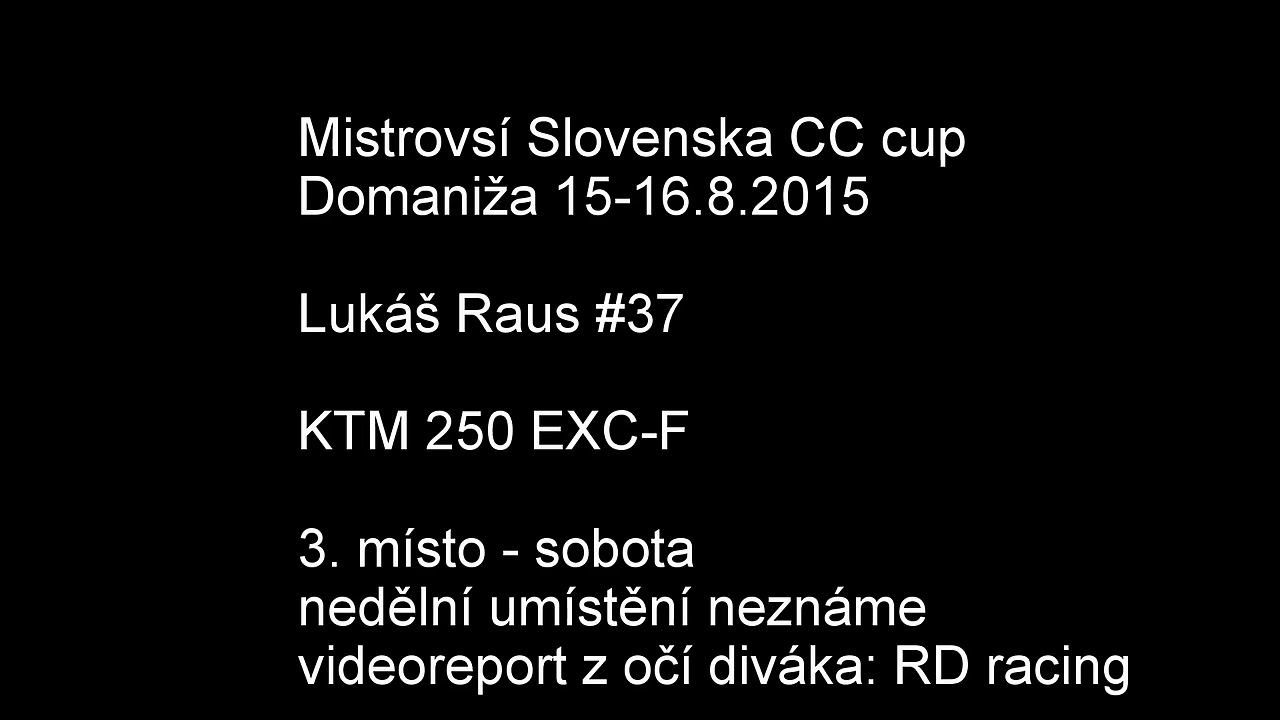 Mistrovsí Slovenska CC cup
Domaniža 15-16.8.2015
Lukáš Raus #37
KTM 250 EXC-F
3. místo - sobota
nedělní umístění neznáme
videoreport z očí diváka: RD racing